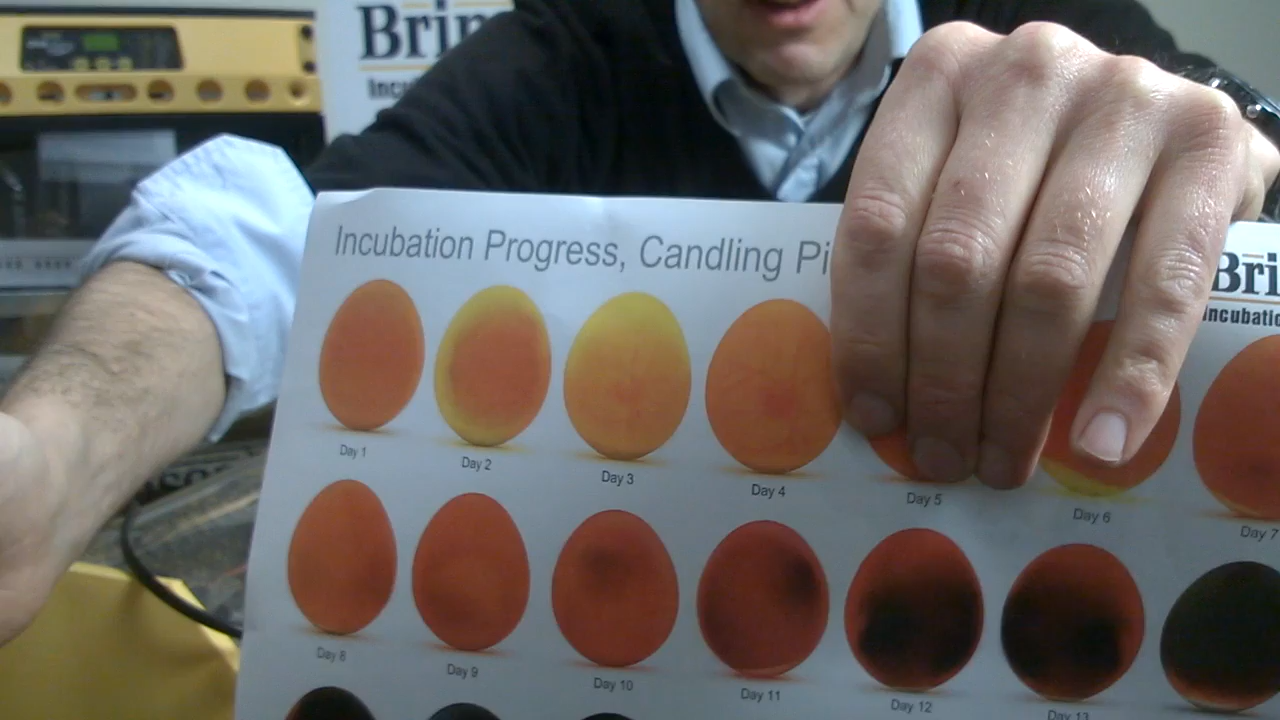 Brin
Incu
Incubation Progress, Candling Pi
Bri
Incubatio
Day 1
Day 2
Day 3
Day 4
Day 5
Day 6
Day 7
Day 8
Day 9
Day 10
Day 11
Day 12
Day 13